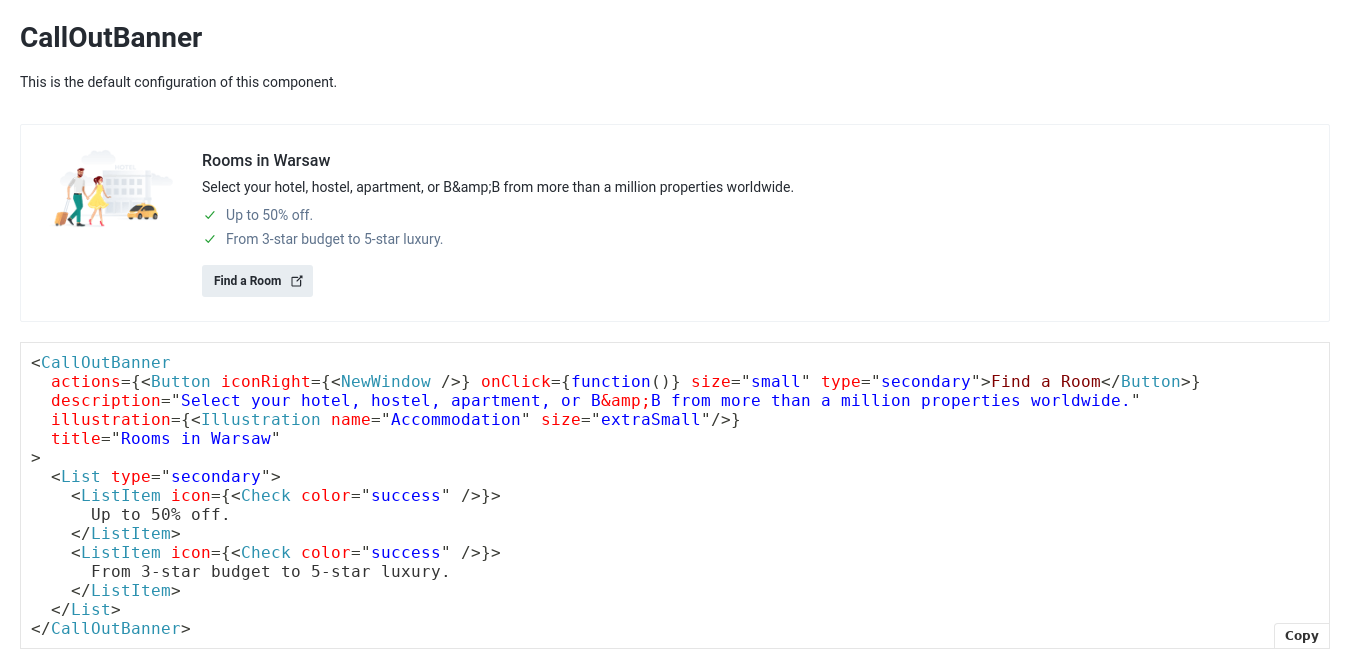 CallOutBanner
This is the default configuration of this component.
Rooms in Warsaw
Select your hotel, hostel, apartment, or B&amp;B from more than a million properties worldwide.
Up to 50% off.
From 3-star budget to 5-star luxury.
Find a Room
<CallOutBanner
  actions={<Button iconRight={<NewWindow />} onClick={function()} size="small" type="secondary">Find a Room</Button>}
  description="Select your hotel, hostel, apartment, or B&amp;B from more than a million properties worldwide."
  illustration={<Illustration name="Accommodation" size="extraSmall"/>}
  title="Rooms in Warsaw"
>
  <List type="secondary">
    <ListItem icon={<Check color="success" />}>
      Up to 50% off.
    </ListItem>
    <ListItem icon={<Check color="success" />}>
      From 3-star budget to 5-star luxury.
    </ListItem>
  </List>
</CallOutBanner>
Copy